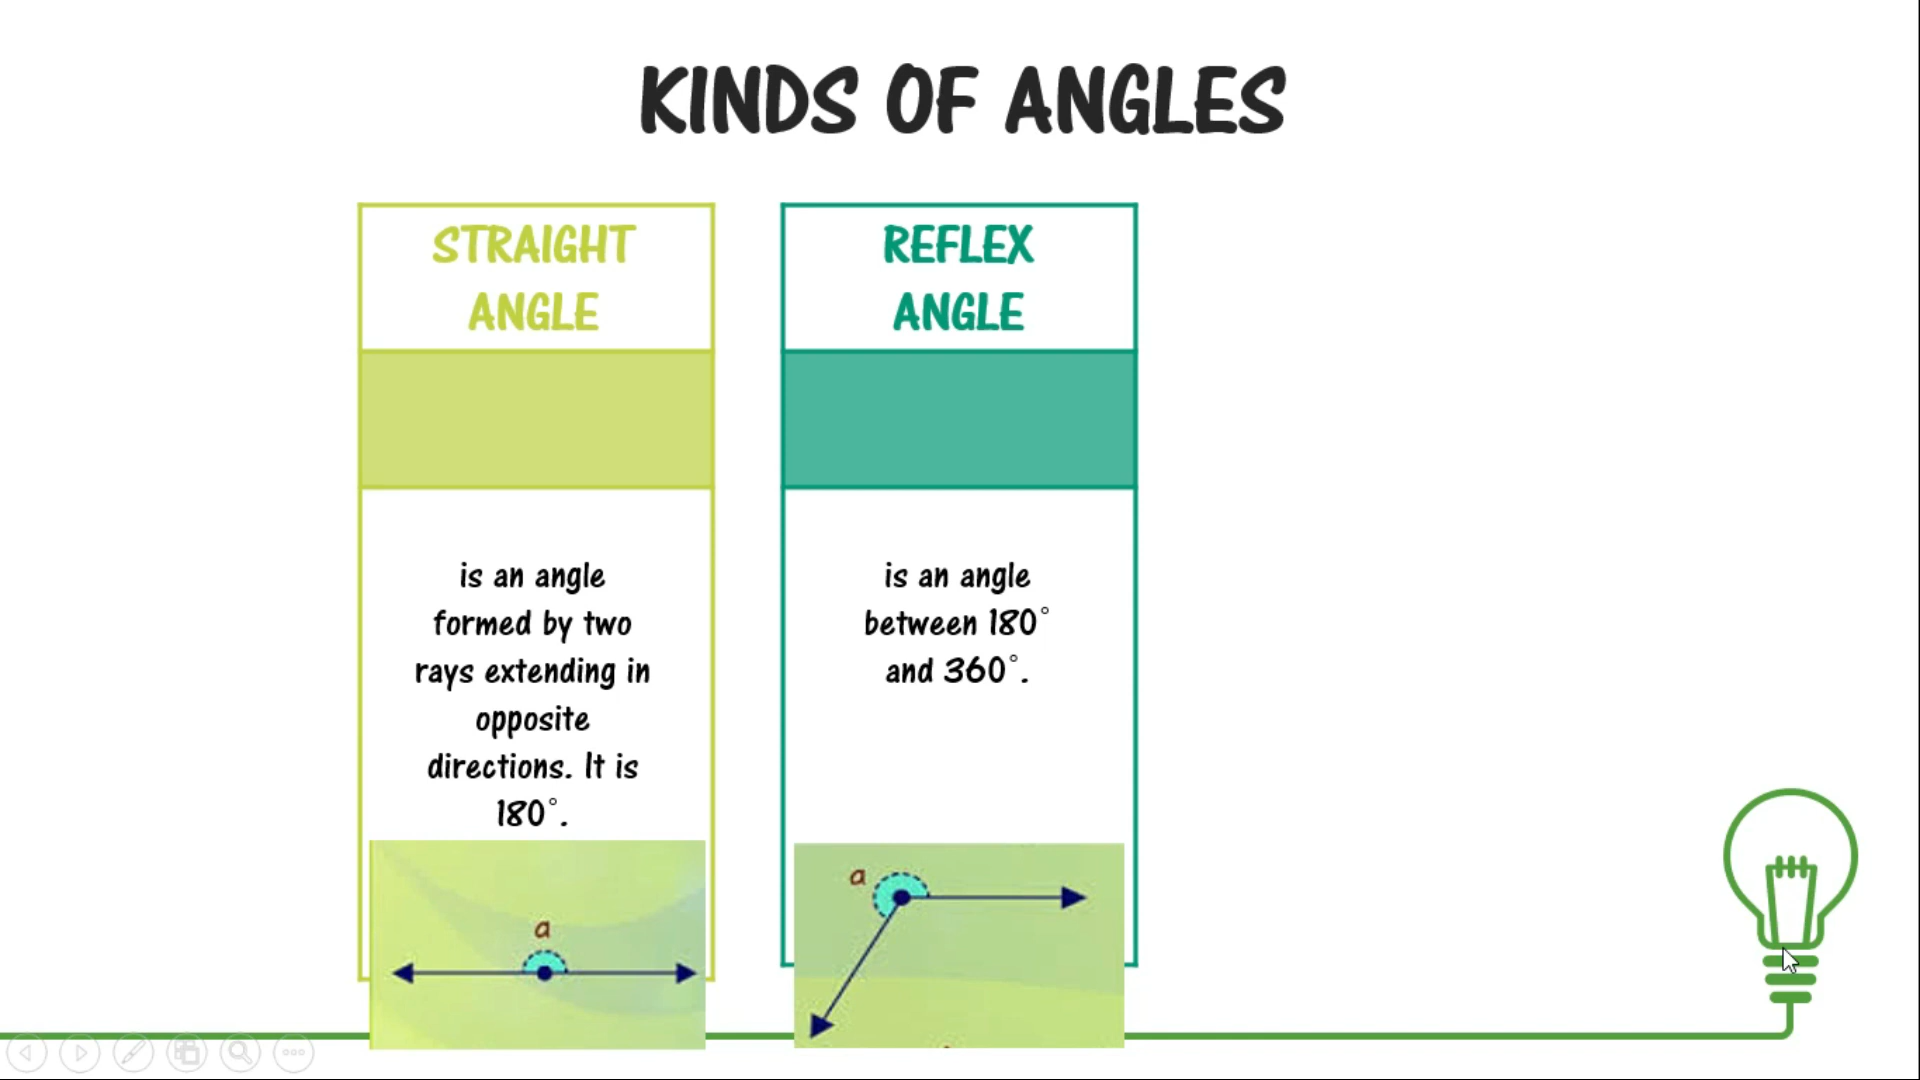 KINDS OF ANGLES
STRAIGHT
ANGLE
is an angle
formed by two
rays extending in
opposite
directions. It is
180°.
a
REFLEX
ANGLE
is an angle
between 180°
and 360°.
a